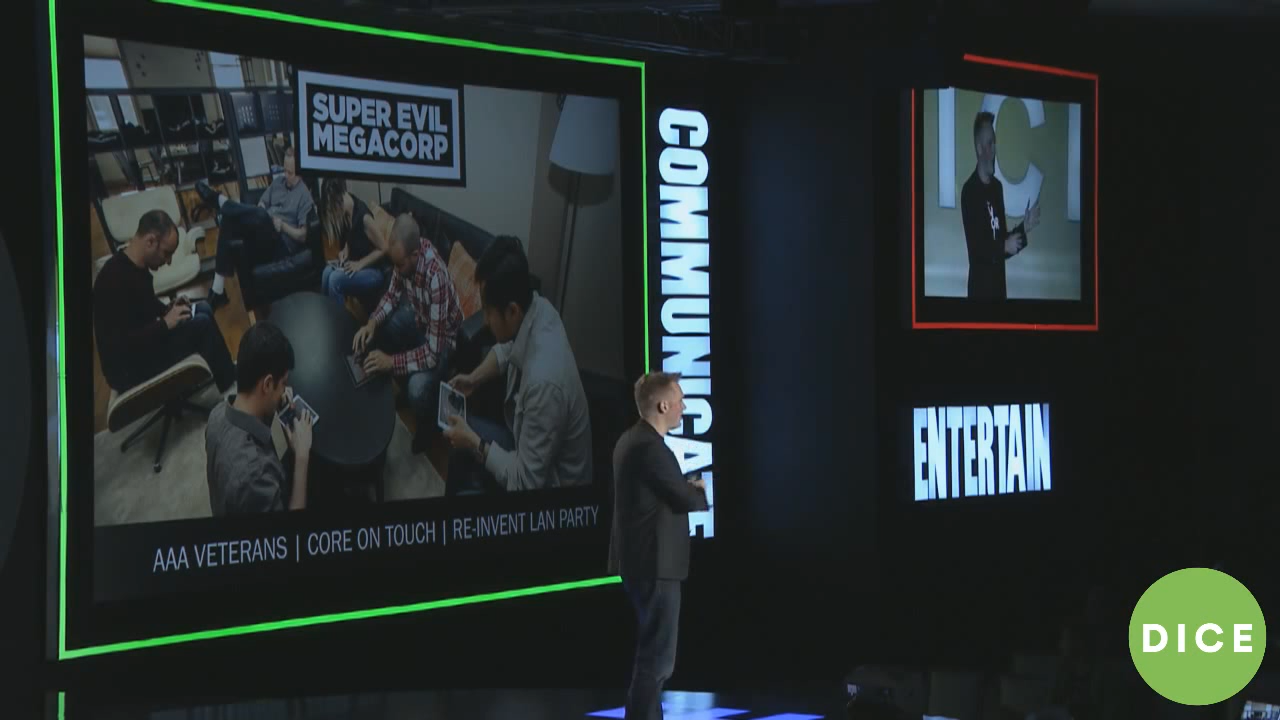 SUPER EVIL
MEGACORP
AAA VETERANS | CORE ON TOUCH | RE-INVENT LAN PARTY
COMMUNICATE
ENTERTAIN
DICE